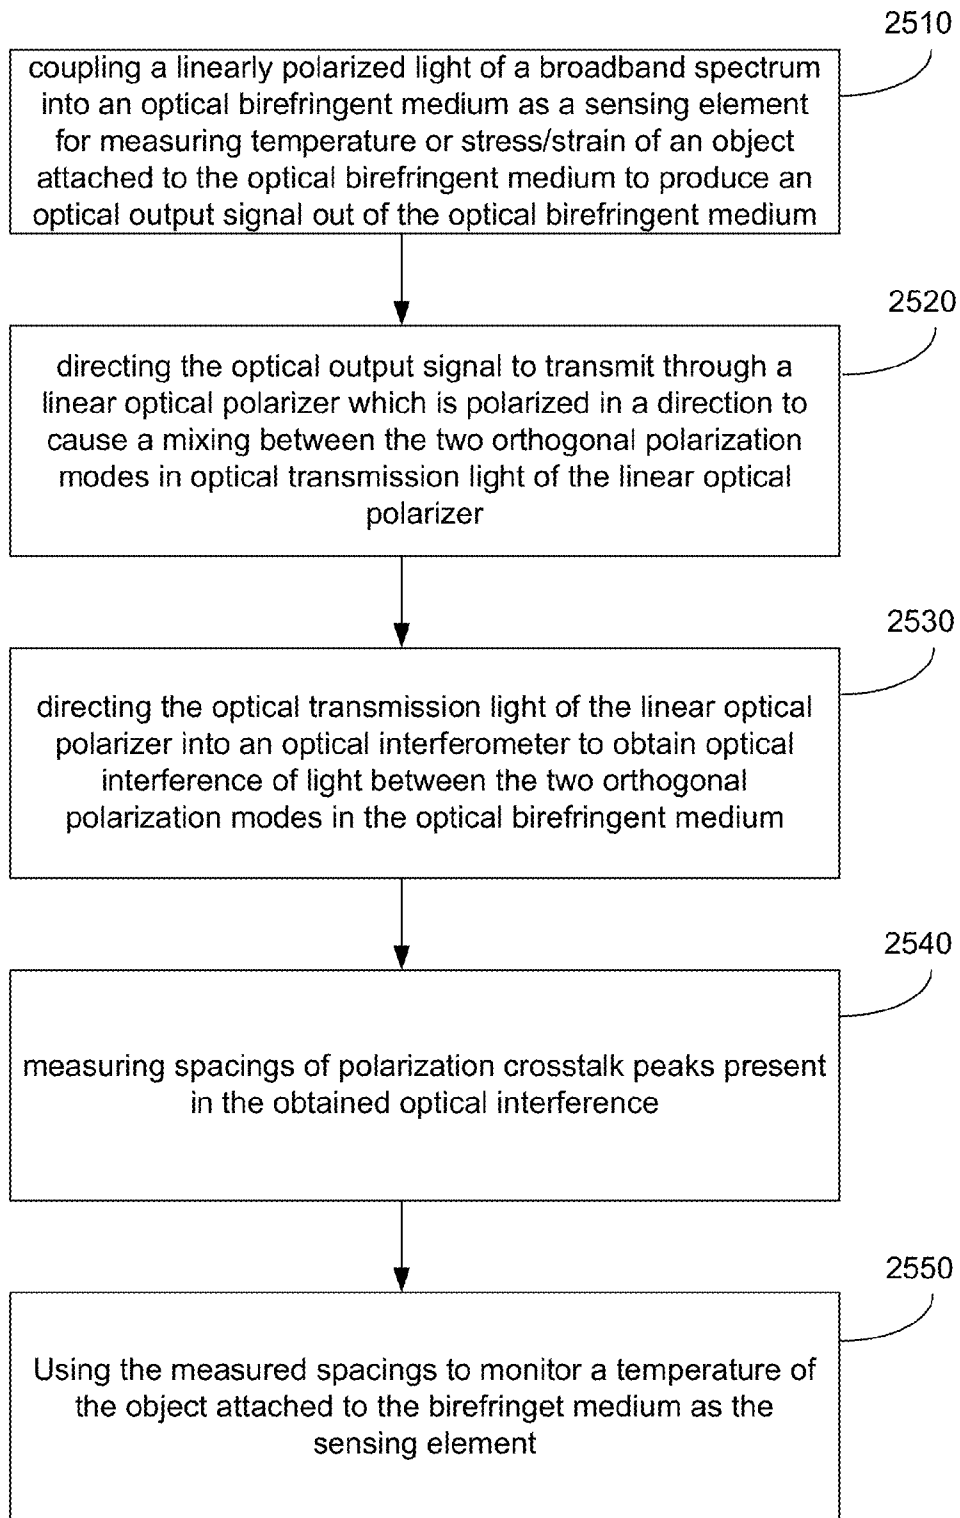 2510
coupling a linearly polarized light of a broadband spectrum
into an optical birefringent medium as a sensing element
for measuring temperature or stress/strain of an object
attached to the optical birefringent medium to produce an
optical output signal out of the optical birefringent medium
2520
directing the optical output signal to transmit through a
linear optical polarizer which is polarized in a direction to
cause a mixing between the two orthogonal polarization
modes in optical transmission light of the linear optical
polarizer
2530
directing the optical transmission light of the linear optical
polarizer into an optical interferometer to obtain optical
interference of light between the two orthogonal
polarization modes in the optical birefringent medium
2540
measuring spacings of polarization crosstalk peaks present
in the obtained optical interference
2550
Using the measured spacings to monitor a temperature of
the object attached to the birefringet medium as the
sensing element